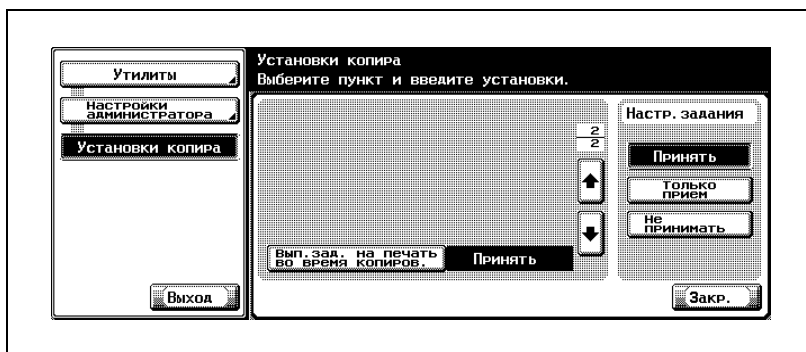 Утилиты
Настройки
администратора
Установки копира
Выход
Установки копира
Выберите пункт и введите установки.
2
2
Вып.зад. на печать
во время копиров.
Принять
Настр.задания
Принять
Только
прием
Не
принимать
Закр.